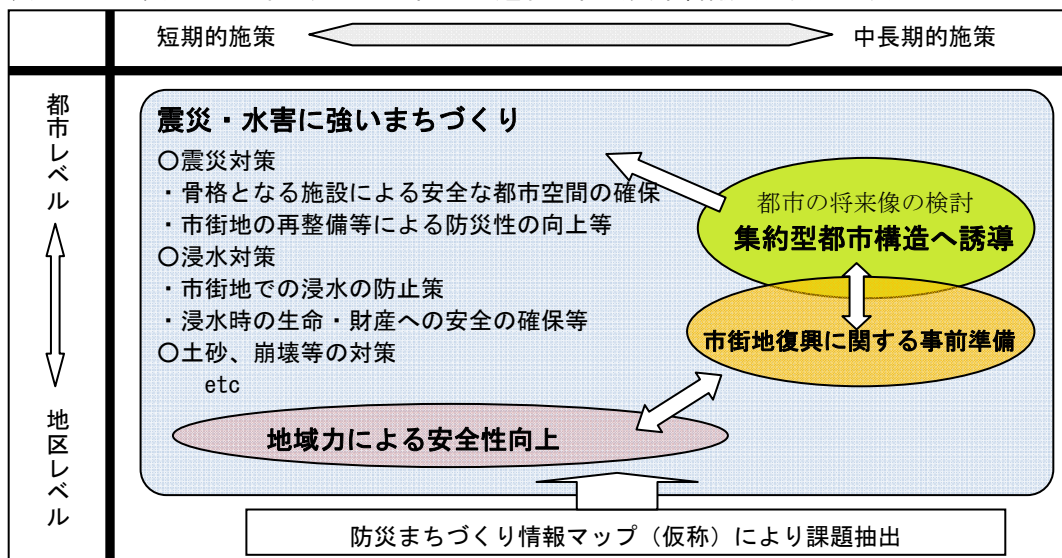 短期的施策
中長期的施策
都市レベル
地区レベル
震災・水害に強いまちづくり
〇震災対策
・骨格となる施設による安全な都市空間の確保
・市街地の再整備等による防災性の向上等
〇浸水対策
・市街地での浸水の防止策
・浸水時の生命・財産への安全の確保等
〇土砂、崩壊等の対策
etc
都市の将来像の検討
集約型都市構造へ誘導
市街地復興に関する事前準備
地域力による安全性向上
防災まちづくり情報マップ（仮称）により課題抽出